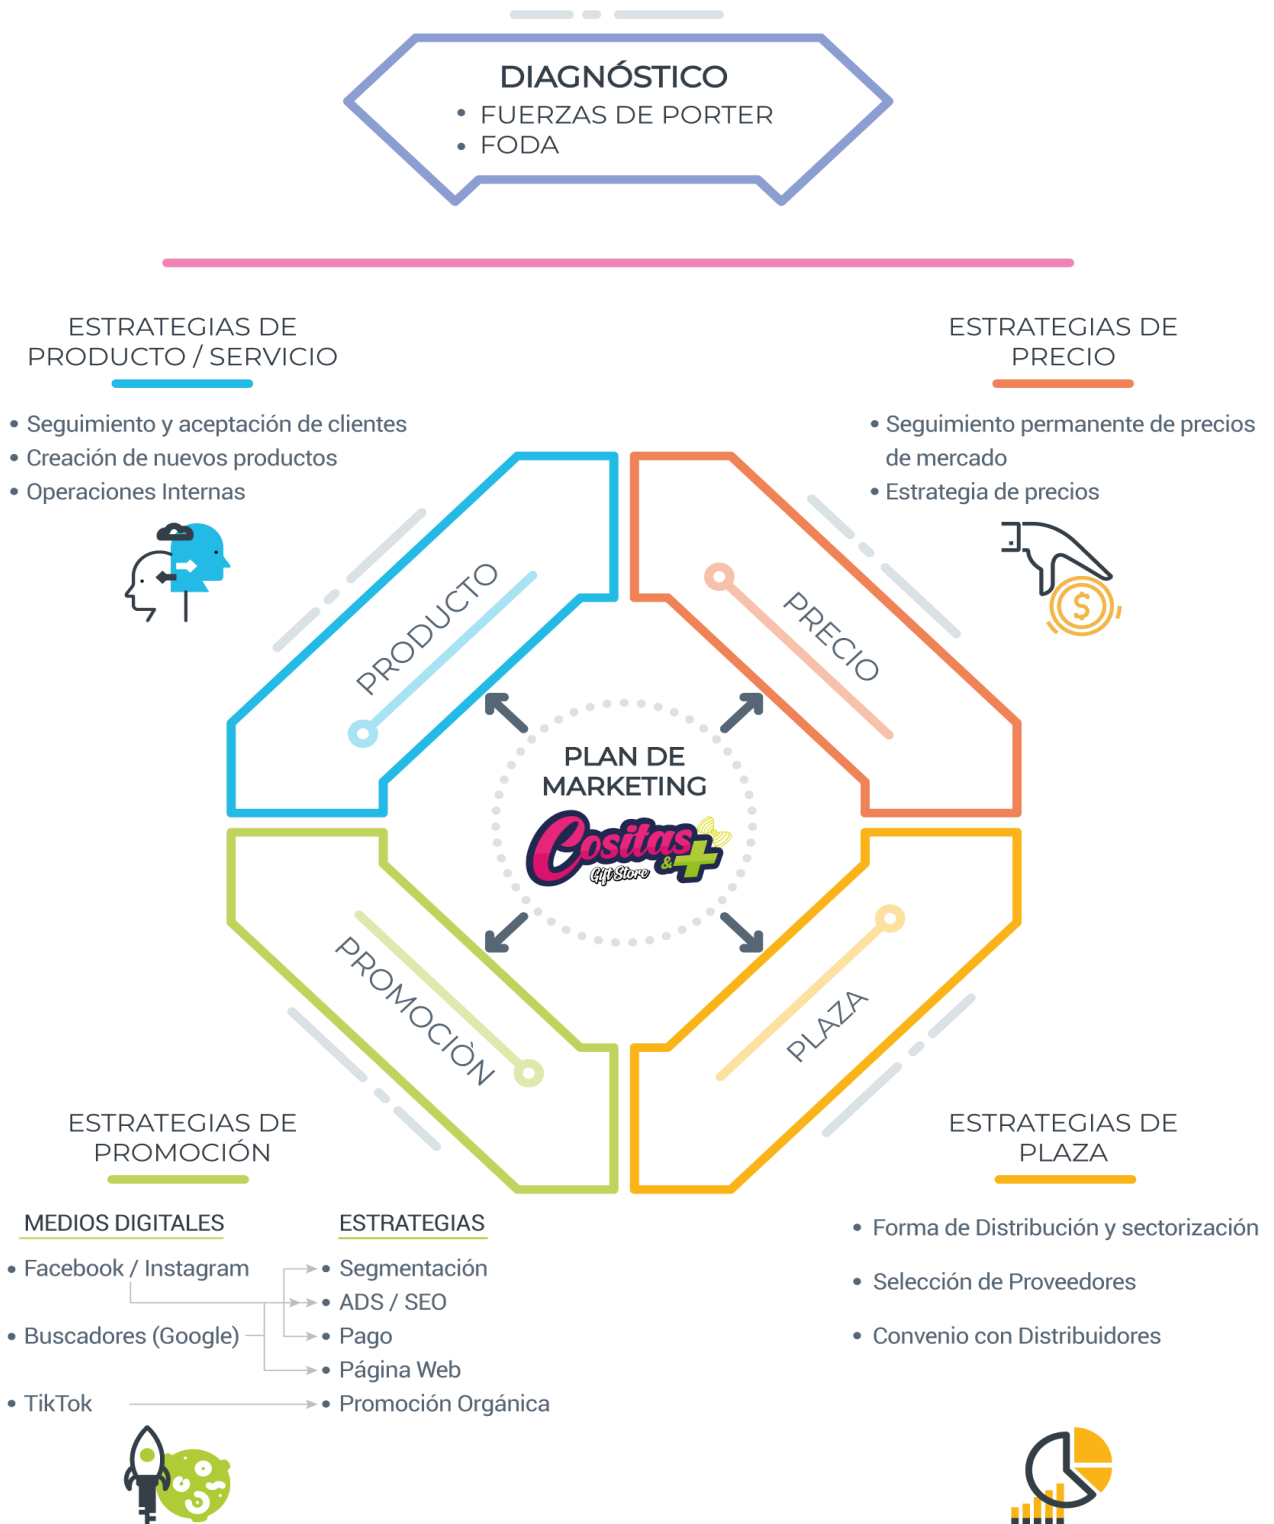 DIAGNÓSTICO
• FUERZAS DE PORTER
• FODA
ESTRATEGIAS DE
PRODUCTO / SERVICIO
• Seguimiento y aceptación de clientes
• Creación de nuevos productos
• Operaciones Internas
ESTRATEGIAS DE
PRECIO
• Seguimiento permanente de precios
de mercado
• Estrategia de precios
$
PRODUCTO
PRECIO
PLAN DE
MARKETING
Cositas
& +
Gift Store
PROMOCIÒN
PLAZA
ESTRATEGIAS DE
PROMOCIÓN
MEDIOS DIGITALES
• Facebook / Instagram
• Buscadores (Google)
• TikTok
ESTRATEGIAS
• Segmentación
• ADS / SEO
• Pago
• Página Web
• Promoción Orgánica
ESTRATEGIAS DE
PLAZA
• Forma de Distribución y sectorización
• Selección de Proveedores
• Convenio con Distribuidores